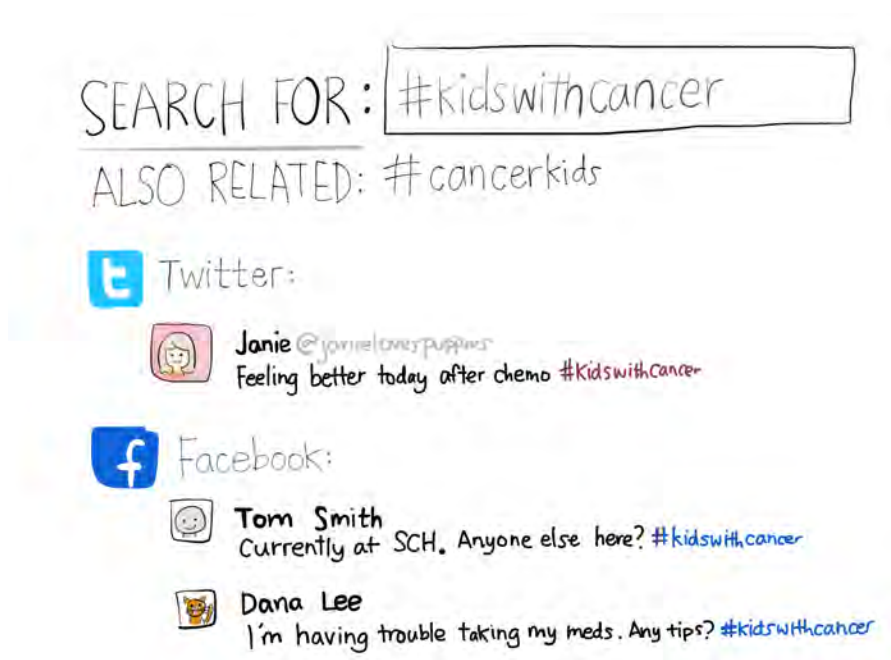 SEARCH FOR: #kidswithcancer
ALSO RELATED: #cancerkids
t Twitter:
Janie @janielovespuppies
Feeling better today after chemo #kidswithcancer
f Facebook:
Tom Smith
Currently at SCH. Anyone else here? #kidswithcancer
Dana Lee
I'm having trouble taking my meds. Any tips? #kidswithcancer